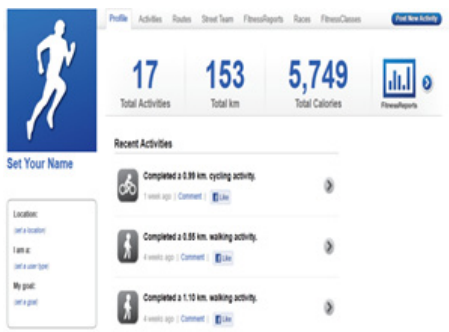 Profile Activities Routes Street Team FitnessReports Races FitnessClasses Post New Activity
17 153 5,749
Total Activities Total km Total Calories FitnessReports
Recent Activities
Set Your Name
Completed a 0.99 km. cycling activity.
1 week ago | Comment | Like
Location:
(set a location)
I am a:
(set a user type)
My goal:
(set a goal)
Completed a 0.55 km. walking activity.
4 weeks ago | Comment | Like
Completed a 1.10 km. walking activity.
4 weeks ago | Comment | Like